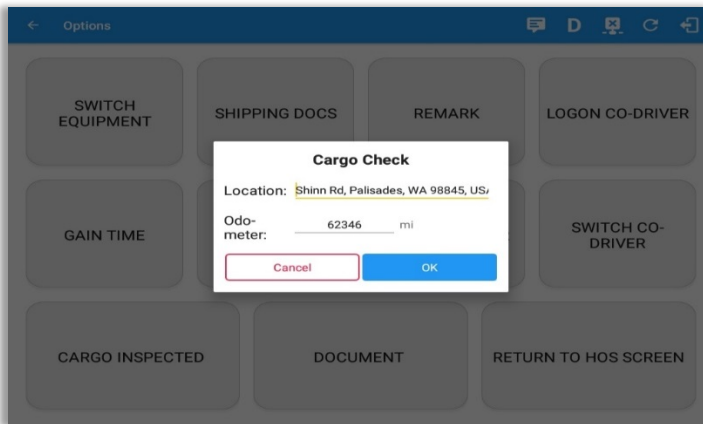 Options
D
SWITCH
EQUIPMENT
SHIPPING DOCS
REMARK
LOGON CO-DRIVER
Cargo Check
Location: Shinn Rd, Palisades, WA 98845, US
Odo-
meter:
62346 mi
Cancel
OK
GAIN TIME
SWITCH CO-
DRIVER
CARGO INSPECTED
DOCUMENT
RETURN TO HOS SCREEN